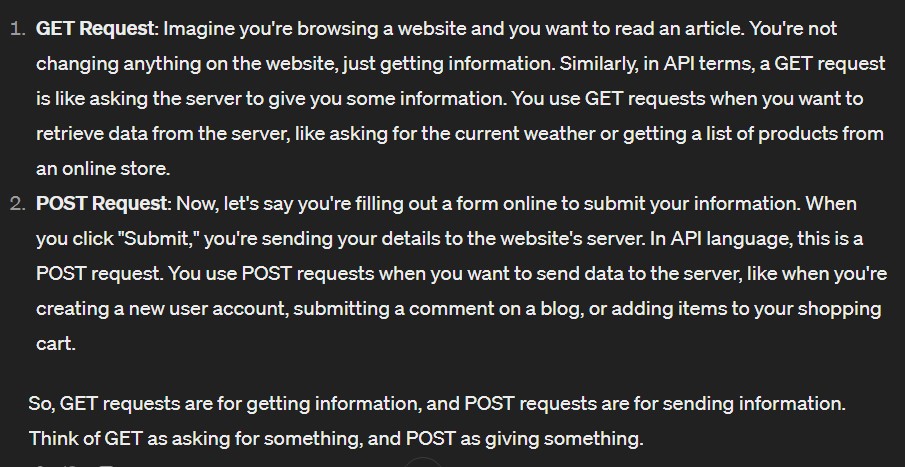 1. GET Request: Imagine you're browsing a website and you want to read an article. You're not
changing anything on the website, just getting information. Similarly, in API terms, a GET request
is like asking the server to give you some information. You use GET requests when you want to
retrieve data from the server, like asking for the current weather or getting a list of products from
an online store.
2. POST Request: Now, let's say you're filling out a form online to submit your information. When
you click "Submit," you're sending your details to the website's server. In API language, this is a
POST request. You use POST requests when you want to send data to the server, like when you're
creating a new user account, submitting a comment on a blog, or adding items to your shopping
cart.
So, GET requests are for getting information, and POST requests are for sending information.
Think of GET as asking for something, and POST as giving something.